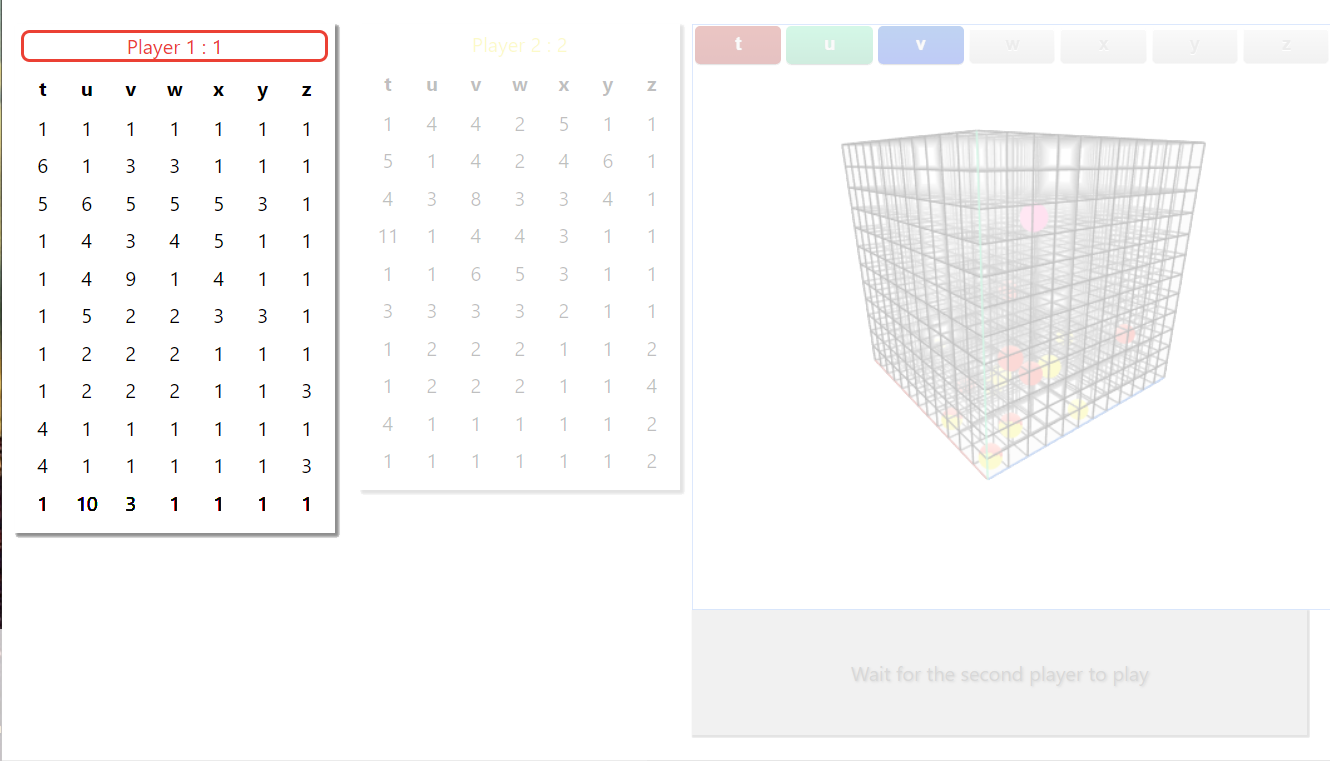 Player 1 : 1
t u v w x y z
1 1 1 1 1 1 1
6 1 3 3 1 1 1
5 6 5 5 5 3 1
1 4 3 4 5 1 1
1 4 9 1 4 1 1
1 5 2 2 3 3 1
1 2 2 2 1 1 1
1 2 2 2 1 1 3
4 1 1 1 1 1 1
4 1 1 1 1 1 3
1 10 3 1 1 1 1
Player 2 : 2
t u v w x y z
1 4 4 2 5 1 1
5 1 4 2 4 6 1
4 3 8 3 3 4 1
11 1 4 4 3 1 1
1 1 6 5 3 1 1
3 3 3 3 2 1 1
1 2 2 2 1 1 2
1 2 2 2 1 1 4
4 1 1 1 1 1 2
1 1 1 1 1 1 2
t u v w x y z
Wait for the second player to play